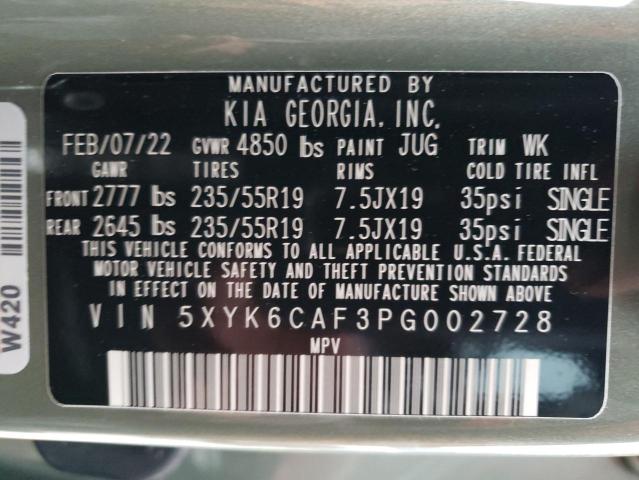 MANUFACTURED BY
KIA GEORGIA, INC.
FEB/07/22 GVWR 4850 lbs PAINT JUG TRIM WK
GAWR TIRES RIMS COLD TIRE INFL
FRONT 2777 lbs 235/55R19 7.5JX19 35psi SINGLE
REAR 2645 lbs 235/55R19 7.5JX19 35psi SINGLE
THIS VEHICLE CONFORMS TO ALL APPLICABLE U.S.A. FEDERAL
MOTOR VEHICLE SAFETY AND THEFT PREVENTION STANDARDS
IN EFFECT ON THE DATE OF MANUFACTURE SHOWN ABOVE
VIN 5XYK6CAF3PG002728
MPV
W420